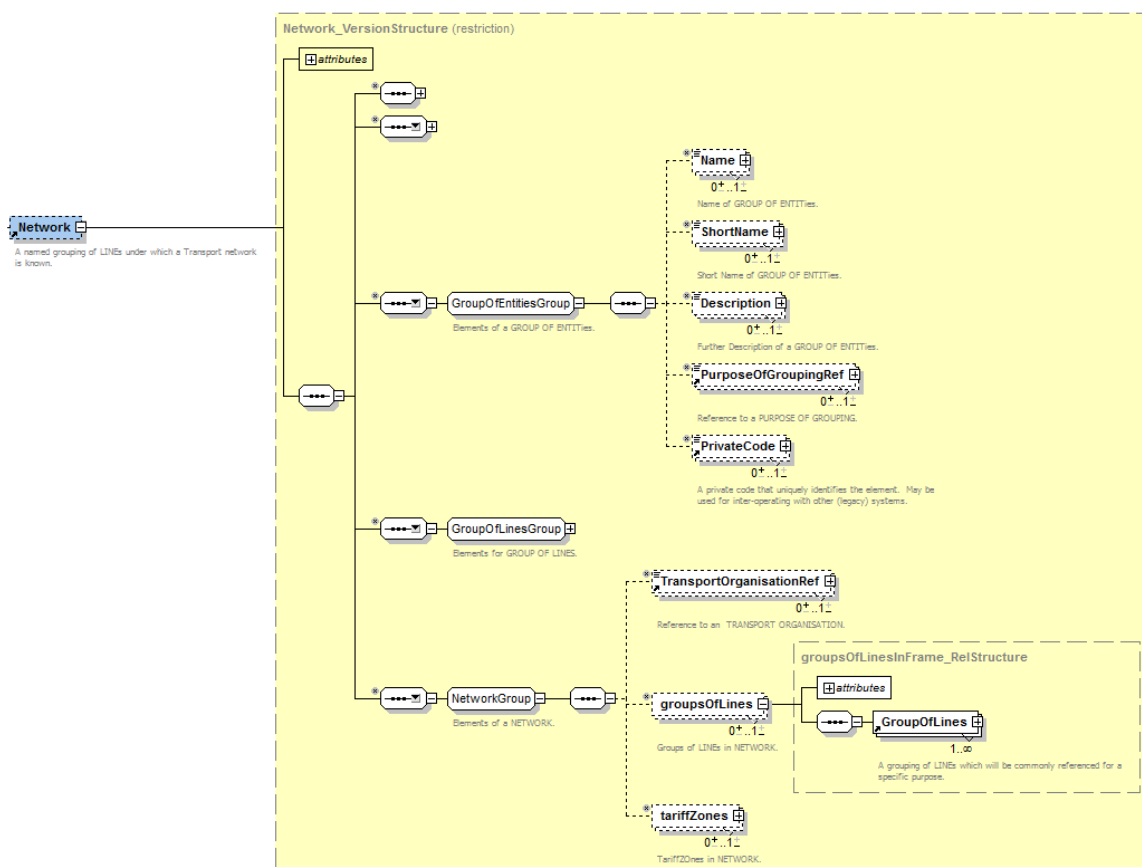 Network_VersionStructure (restriction)
attributes
Name
0+..1+
Name of GROUP OF ENTITies.
ShortName
0+..1+
Short Name of GROUP OF ENTITies.
Network
A named grouping of LINEs under which a Transport network
is known.
GroupOfEntitiesGroup
Elements of a GROUP OF ENTITies.
Description
0+..1+
Further Description of a GROUP OF ENTITies.
PurposeOfGroupingRef
0+..1+
Reference to a PURPOSE OF GROUPING.
PrivateCode
0+..1+
A private code that uniquely identifies the element. May be
used for inter-operating with other (legacy) systems.
GroupOfLinesGroup
Elements for GROUP OF LINES.
TransportOrganisationRef
0+..1+
Reference to an TRANSPORT ORGANISATION.
groupsOfLinesInFrame_RelStructure
attributes
NetworkGroup
Elements of a NETWORK.
groupsOfLines
0+..1+
Groups of LINEs in NETWORK.
GroupOfLines
1..∞
A grouping of LINEs which will be commonly referenced for a
specific purpose.
tariffZones
0+..1+
TariffZOnes in NETWORK.